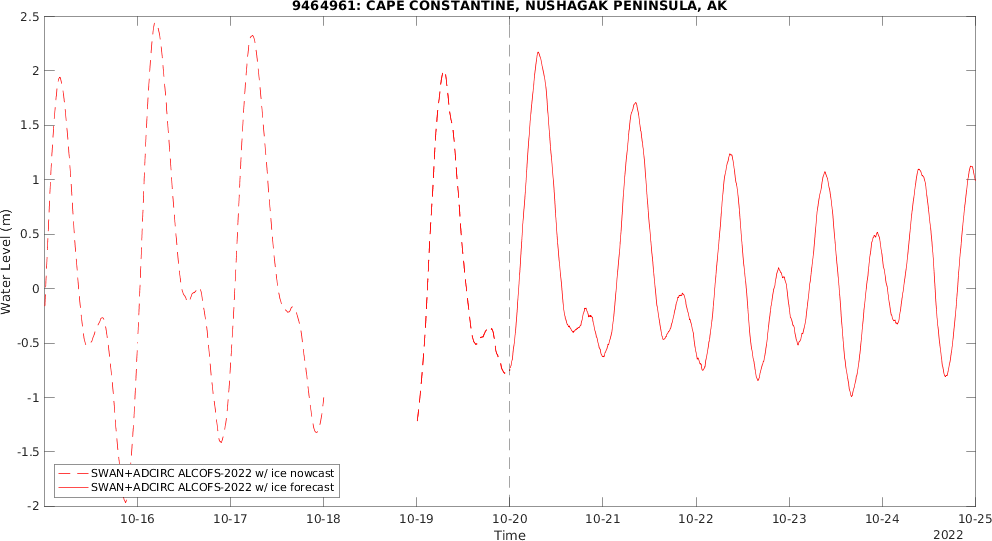 9464961: CAPE CONSTANTINE, NUSHAGAK PENINSULA, AK
2.5
2
1.5
1
0.5
0
-0.5
-1
-1.5
-2
Water Level (m)
SWAN+ADCIRC ALCOFS-2022 w/ ice nowcast
SWAN+ADCIRC ALCOFS-2022 w/ ice forecast
10-16 10-17 10-18 10-19 10-20 10-21 10-22 10-23 10-24 10-25
Time
2022